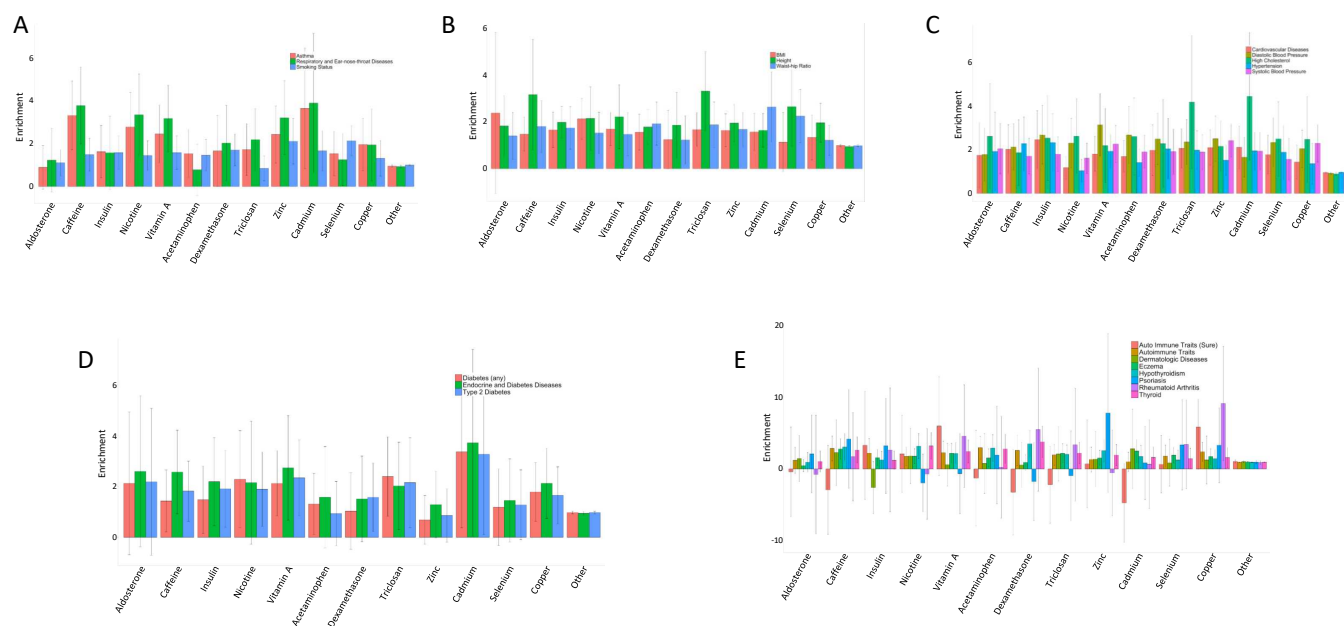 A
6
4
2
0
Enrichment
Asthma
Respiratory and Ear-nose-throat Diseases
Smoking Status
Aldosterone
Caffeine
Insulin
Nicotine
Vitamin A
Acetaminophen
Dexamethasone
Triclosan
Zinc
Cadmium
Selenium
Copper
Other
B
6
4
2
0
Enrichment
BMI
Height
Waist-hip Ratio
Aldosterone
Caffeine
Insulin
Nicotine
Vitamin A
Acetaminophen
Dexamethasone
Triclosan
Zinc
Cadmium
Selenium
Copper
Other
C
6
4
2
0
Enrichment
Cardiovascular Diseases
Diastolic Blood Pressure
High Cholesterol
Hypertension
Systolic Blood Pressure
Aldosterone
Caffeine
Insulin
Nicotine
Vitamin A
Acetaminophen
Dexamethasone
Triclosan
Zinc
Cadmium
Selenium
Copper
Other
D
6
4
2
0
Enrichment
Diabetes (any)
Endocrine and Diabetes Diseases
Type 2 Diabetes
Aldosterone
Caffeine
Insulin
Nicotine
Vitamin A
Acetaminophen
Dexamethasone
Triclosan
Zinc
Cadmium
Selenium
Copper
Other
E
20
10
0
-10
Enrichment
Auto Immune Traits (Sure)
Autoimmune Traits
Dermatologic Diseases
Eczema
Hypothyroidism
Psoriasis
Rheumatoid Arthritis
Thyroid
Aldosterone
Caffeine
Insulin
Nicotine
Vitamin A
Acetaminophen
Dexamethasone
Triclosan
Zinc
Cadmium
Selenium
Copper
Other